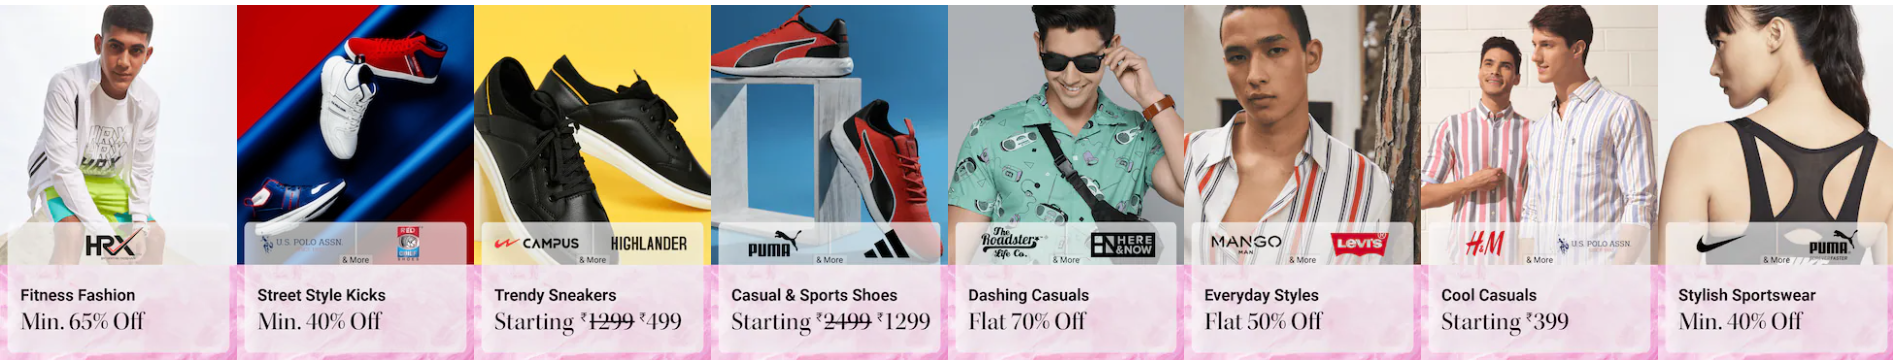 HRX
HRX
Fitness Fashion
Min. 65% Off
U.S. POLO ASSN.
RED
CHIEF
SHOES
& More
Street Style Kicks
Min. 40% Off
CAMPUS
HIGHLANDER
& More
Trendy Sneakers
Starting ₹1299 ₹499
PUMA
& More
Casual & Sports Shoes
Starting ₹2499 ₹1299
The
Roadster
Life Co.
HERE
&NOW
& More
Dashing Casuals
Flat 70% Off
MANGO
MAN
Levi's
& More
Everyday Styles
Flat 50% Off
H&M
U.S. POLO ASSN.
& More
Cool Casuals
Starting ₹399
PUMA
FASTER
& More
Stylish Sportswear
Min. 40% Off